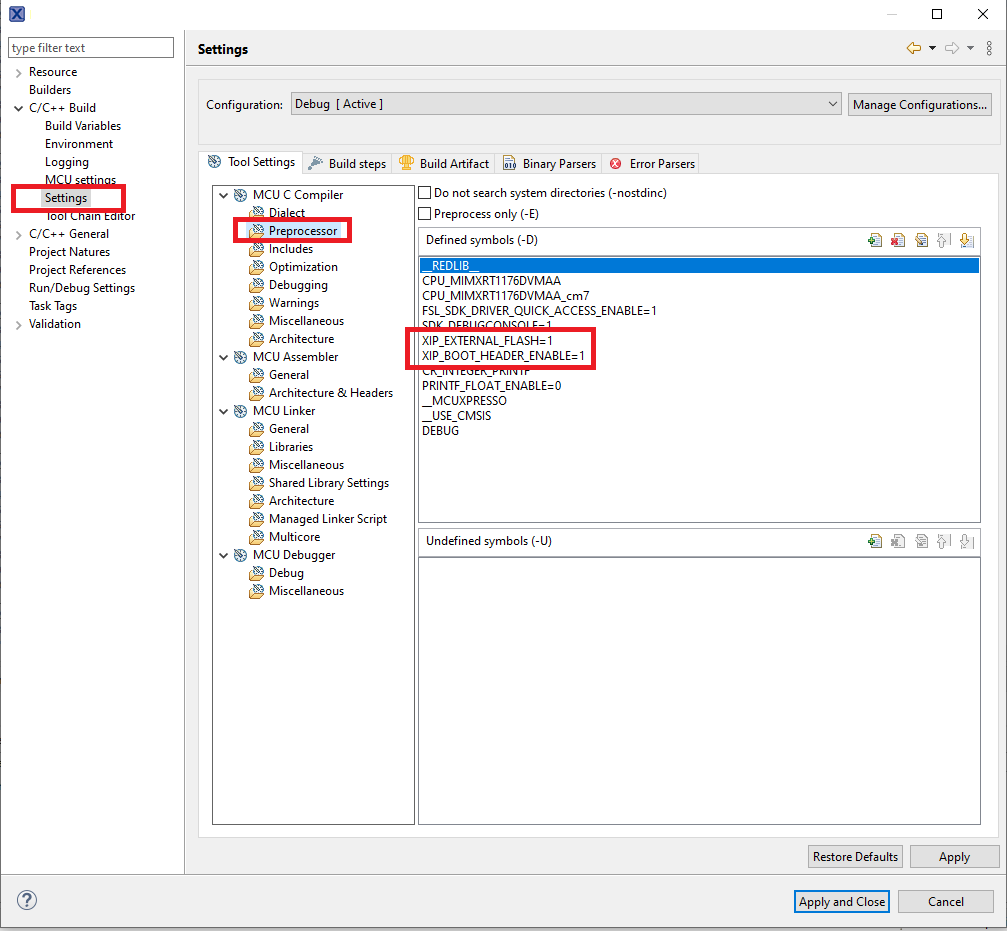 type filter text
Resource
Builders
C/C++ Build
Build Variables
Environment
Logging
MCU settings
Settings
Tool Chain Editor
C/C++ General
Project Natures
Project References
Run/Debug Settings
Task Tags
Validation
Settings
Configuration:
Debug [ Active ]
Manage Configurations...
Tool Settings
Build steps
Build Artifact
Binary Parsers
Error Parsers
MCU C Compiler
Dialect
Preprocessor
Includes
Optimization
Debugging
Warnings
Miscellaneous
Architecture
MCU Assembler
General
Architecture & Headers
MCU Linker
General
Libraries
Miscellaneous
Shared Library Settings
Architecture
Managed Linker Script
Multicore
MCU Debugger
Debug
Miscellaneous
Do not search system directories (-nostdinc)
Preprocess only (-E)
Defined symbols (-D)
__REDLIB__
CPU_MIMXRT1176DVMAA
CPU_MIMXRT1176DVMAA_cm7
FSL_SDK_DRIVER_QUICK_ACCESS_ENABLE=1
SDK_DEBUGCONSOLE=1
XIP_EXTERNAL_FLASH=1
XIP_BOOT_HEADER_ENABLE=1
CR_INTEGER_PRINTF
PRINTF_FLOAT_ENABLE=0
__MCUXPRESSO
__USE_CMSIS
DEBUG
Undefined symbols (-U)
Restore Defaults
Apply
Apply and Close
Cancel